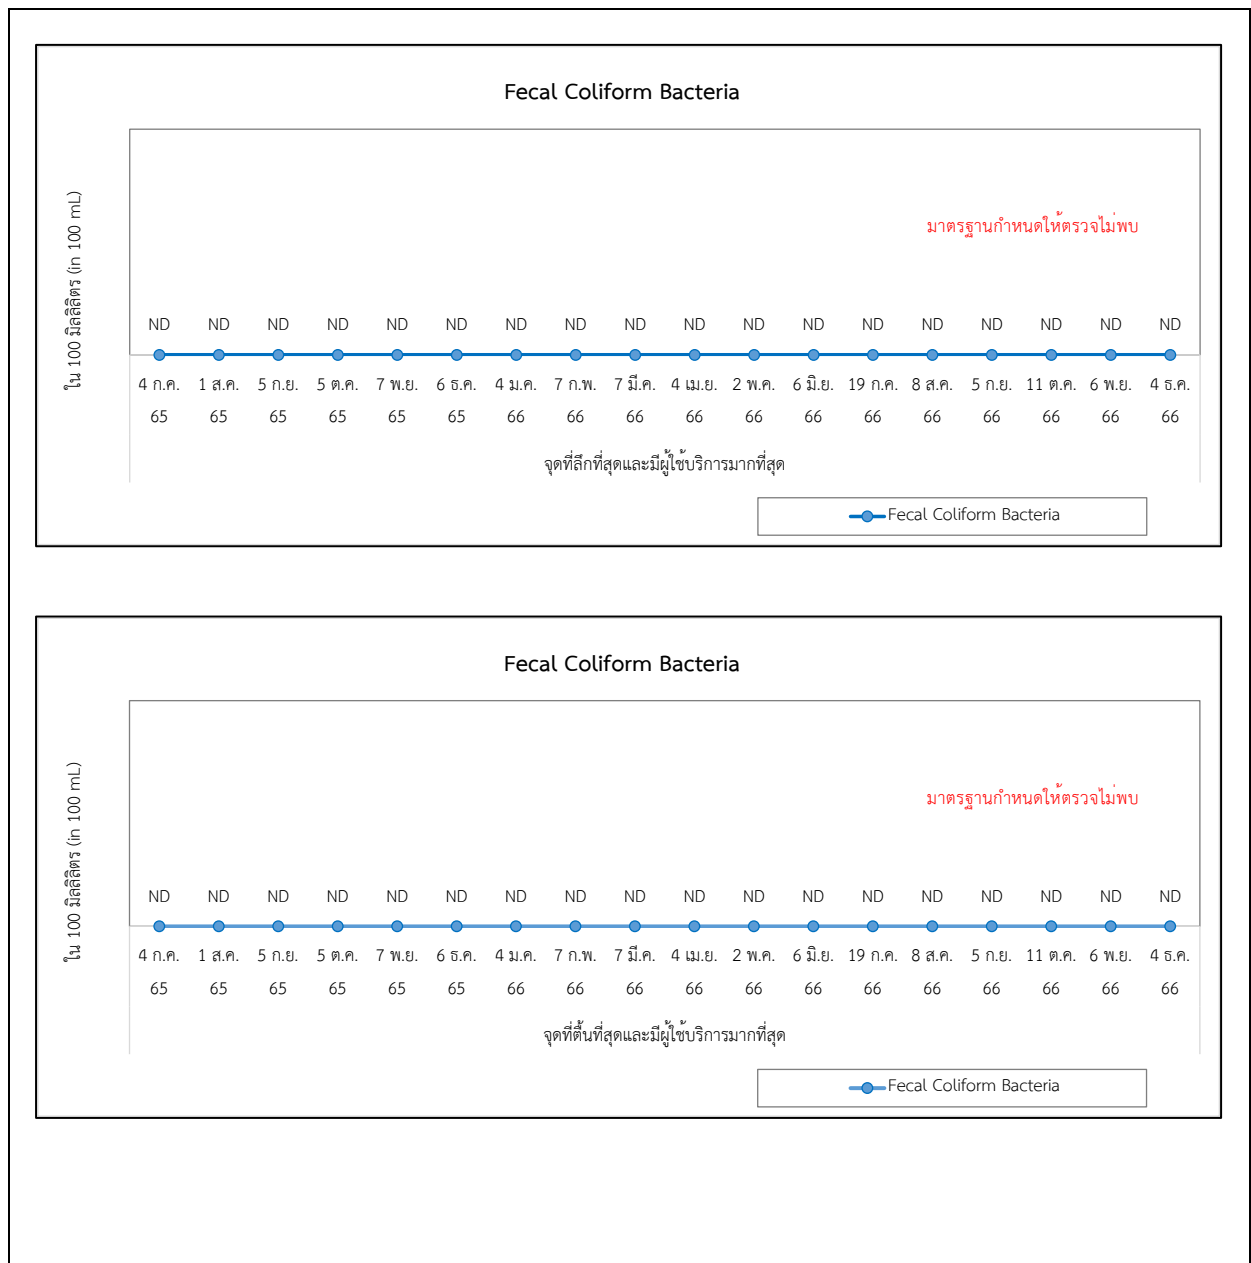 Fecal Coliform Bacteria
ใน 100 มิลลิลิตร (in 100 mL)
มาตรฐานกำหนดให้ตรวจไม่พบ
ND ND ND ND ND ND ND ND ND ND ND ND ND ND ND ND ND ND
4 ก.ค. 1 ส.ค. 5 ก.ย. 5 ต.ค. 7 พ.ย. 6 ธ.ค. 4 ม.ค. 7 ก.พ. 7 มี.ค. 4 เม.ย. 2 พ.ค. 6 มิ.ย. 19 ก.ค. 8 ส.ค. 5 ก.ย. 11 ต.ค. 6 พ.ย. 4 ธ.ค.
65 65 65 65 65 65 66 66 66 66 66 66 66 66 66 66 66 66
จุดที่ลึกที่สุดและมีผู้ใช้บริการมากที่สุด
Fecal Coliform Bacteria
Fecal Coliform Bacteria
ใน 100 มิลลิลิตร (in 100 mL)
มาตรฐานกำหนดให้ตรวจไม่พบ
ND ND ND ND ND ND ND ND ND ND ND ND ND ND ND ND ND ND
4 ก.ค. 1 ส.ค. 5 ก.ย. 5 ต.ค. 7 พ.ย. 6 ธ.ค. 4 ม.ค. 7 ก.พ. 7 มี.ค. 4 เม.ย. 2 พ.ค. 6 มิ.ย. 19 ก.ค. 8 ส.ค. 5 ก.ย. 11 ต.ค. 6 พ.ย. 4 ธ.ค.
65 65 65 65 65 65 66 66 66 66 66 66 66 66 66 66 66 66
จุดที่ตื้นที่สุดและมีผู้ใช้บริการมากที่สุด
Fecal Coliform Bacteria